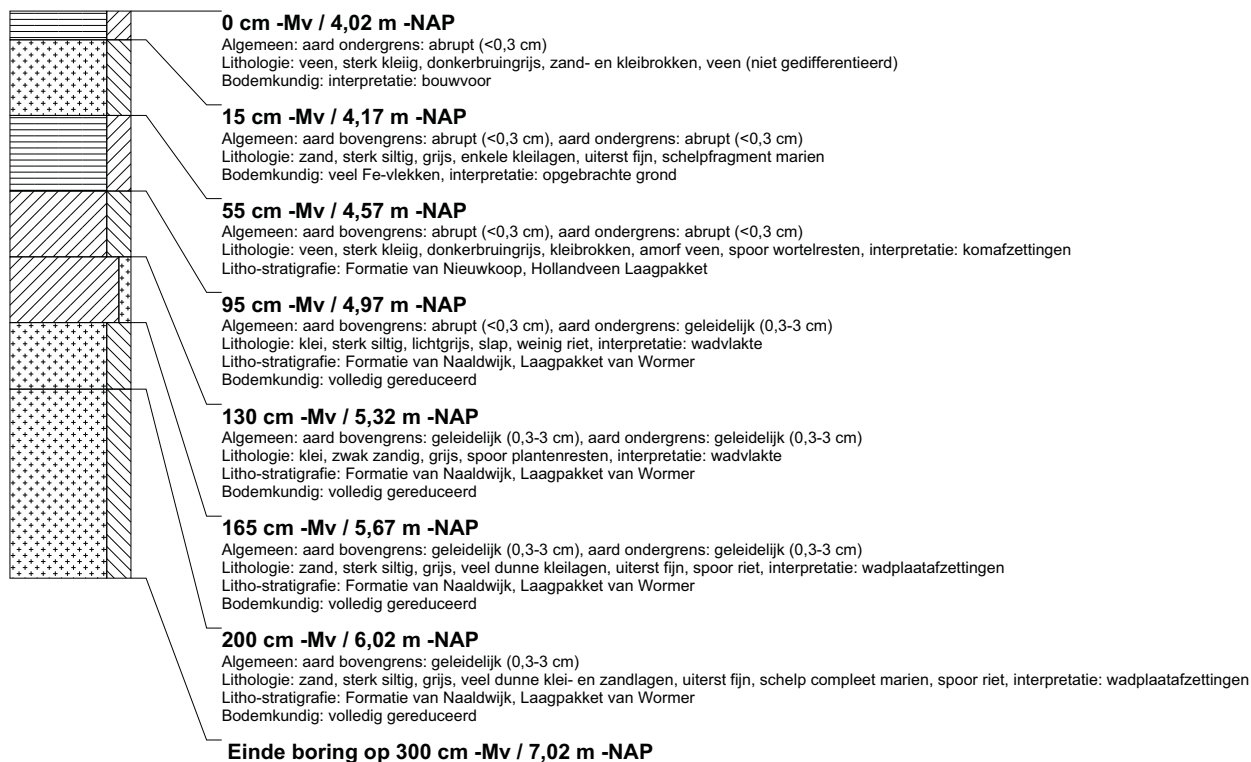 0 cm -Mv / 4,02 m -NAP
Algemeen: aard ondergrens: abrupt (<0,3 cm)
Lithologie: veen, sterk kleiig, donkerbruingrijs, zand- en kleibrokken, veen (niet gedifferentieerd)
Bodemkundig: interpretatie: bouwvoor
15 cm -Mv / 4,17 m -NAP
Algemeen: aard bovengrens: abrupt (<0,3 cm), aard ondergrens: abrupt (<0,3 cm)
Lithologie: zand, sterk siltig, grijs, enkele kleilagen, uiterst fijn, schelpfragment marien
Bodemkundig: veel Fe-vlekken, interpretatie: opgebrachte grond
55 cm -Mv / 4,57 m -NAP
Algemeen: aard bovengrens: abrupt (<0,3 cm), aard ondergrens: abrupt (<0,3 cm)
Lithologie: veen, sterk kleiig, donkerbruingrijs, kleibrokken, amorf veen, spoor wortelresten, interpretatie: komafzettingen
Litho-stratigrafie: Formatie van Nieuwkoop, Hollandveen Laagpakket
95 cm -Mv / 4,97 m -NAP
Algemeen: aard bovengrens: abrupt (<0,3 cm), aard ondergrens: geleidelijk (0,3-3 cm)
Lithologie: klei, sterk siltig, lichtgrijs, slap, weinig riet, interpretatie: wadvlakte
Litho-stratigrafie: Formatie van Naaldwijk, Laagpakket van Wormer
Bodemkundig: volledig gereduceerd
130 cm -Mv / 5,32 m -NAP
Algemeen: aard bovengrens: geleidelijk (0,3-3 cm), aard ondergrens: geleidelijk (0,3-3 cm)
Lithologie: klei, zwak zandig, grijs, spoor plantenresten, interpretatie: wadvlakte
Litho-stratigrafie: Formatie van Naaldwijk, Laagpakket van Wormer
Bodemkundig: volledig gereduceerd
165 cm -Mv / 5,67 m -NAP
Algemeen: aard bovengrens: geleidelijk (0,3-3 cm), aard ondergrens: geleidelijk (0,3-3 cm)
Lithologie: zand, sterk siltig, grijs, veel dunne kleilagen, uiterst fijn, spoor riet, interpretatie: wadplaatafzettingen
Litho-stratigrafie: Formatie van Naaldwijk, Laagpakket van Wormer
Bodemkundig: volledig gereduceerd
200 cm -Mv / 6,02 m -NAP
Algemeen: aard bovengrens: geleidelijk (0,3-3 cm)
Lithologie: zand, sterk siltig, grijs, veel dunne klei- en zandlagen, uiterst fijn, schelp compleet marien, spoor riet, interpretatie: wadplaatafzettingen
Litho-stratigrafie: Formatie van Naaldwijk, Laagpakket van Wormer
Bodemkundig: volledig gereduceerd
Einde boring op 300 cm -Mv / 7,02 m -NAP